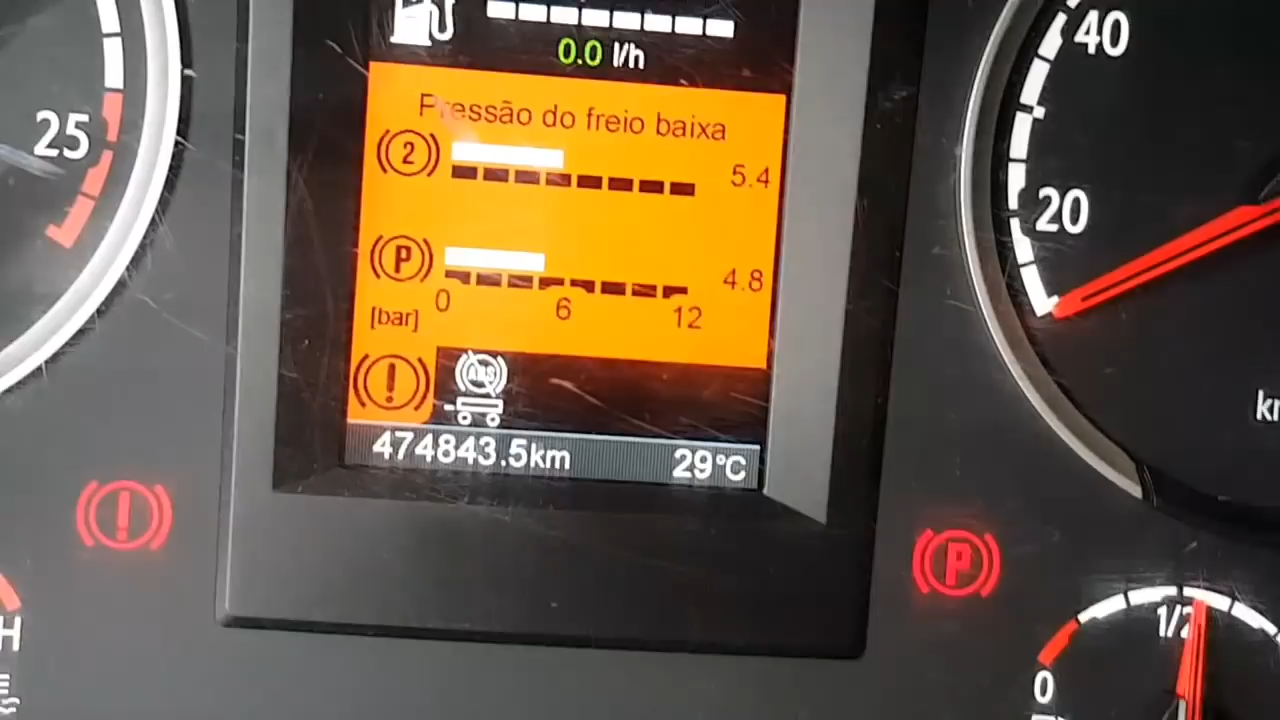 40
0.0 l/h
25
Pressão do freio baixa
2
5.4
20
P
4.8
[bar]
0
6
12
ABS
474843.5km
29°C
P
1/2
H
0